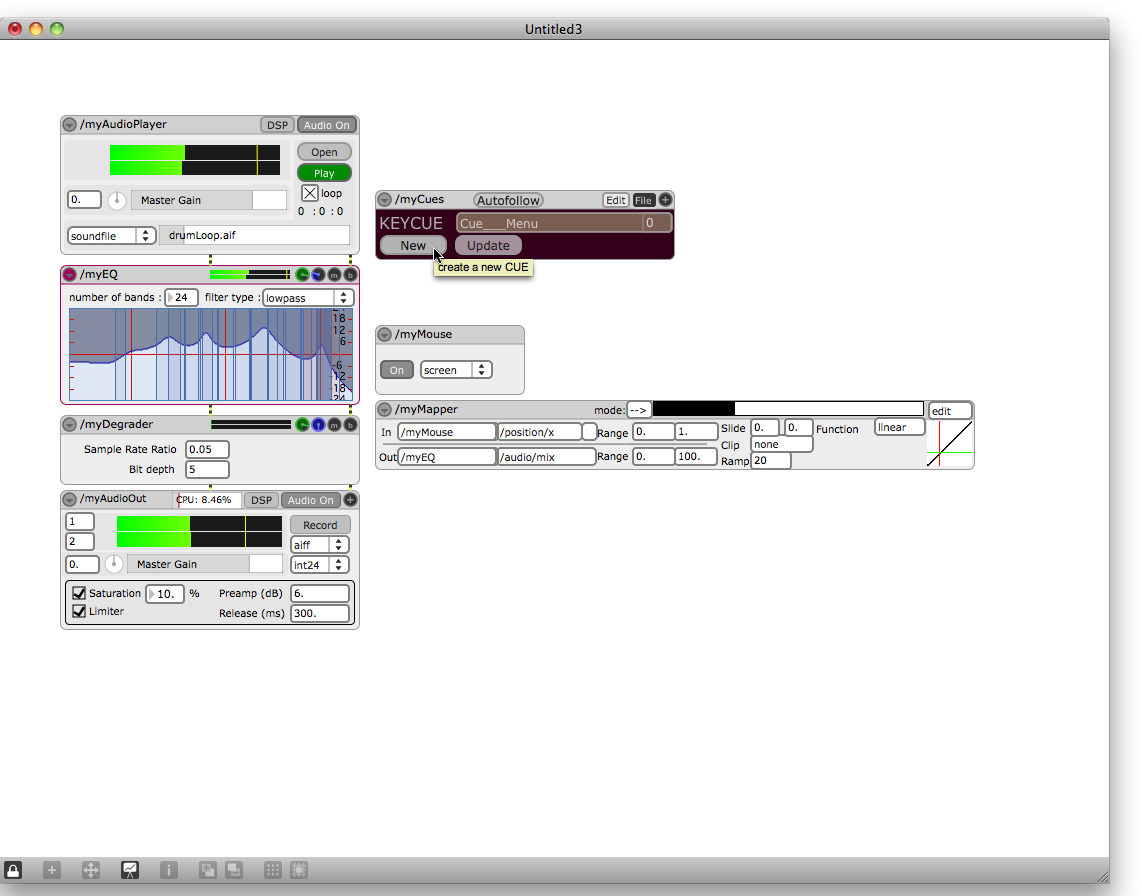 Untitled3
/myAudioPlayer DSP Audio On
Open
Play
loop
0. Master Gain 0 :0 :0
soundfile drumLoop.aif
/myEQ m b
number of bands : 24 filter type : lowpass
18
12
6
-6
-12
-18
24
/myDegrader m b
Sample Rate Ratio 0.05
Bit depth 5
/myAudioOut CPU: 8.46% DSP Audio On +
1 Record
2 aiff
0. Master Gain int24
Saturation 10. % Preamp (dB) 6.
Limiter Release (ms) 300.
/myCues Autofollow Edit File +
KEYCUE Cue___Menu 0
New Update
create a new CUE
/myMouse
On screen
/myMapper mode: --> edit
In /myMouse /position/x Range 0. 1. Slide 0. 0. Function linear
Clip none
Out /myEQ /audio/mix Range 0. 100. Ramp 20